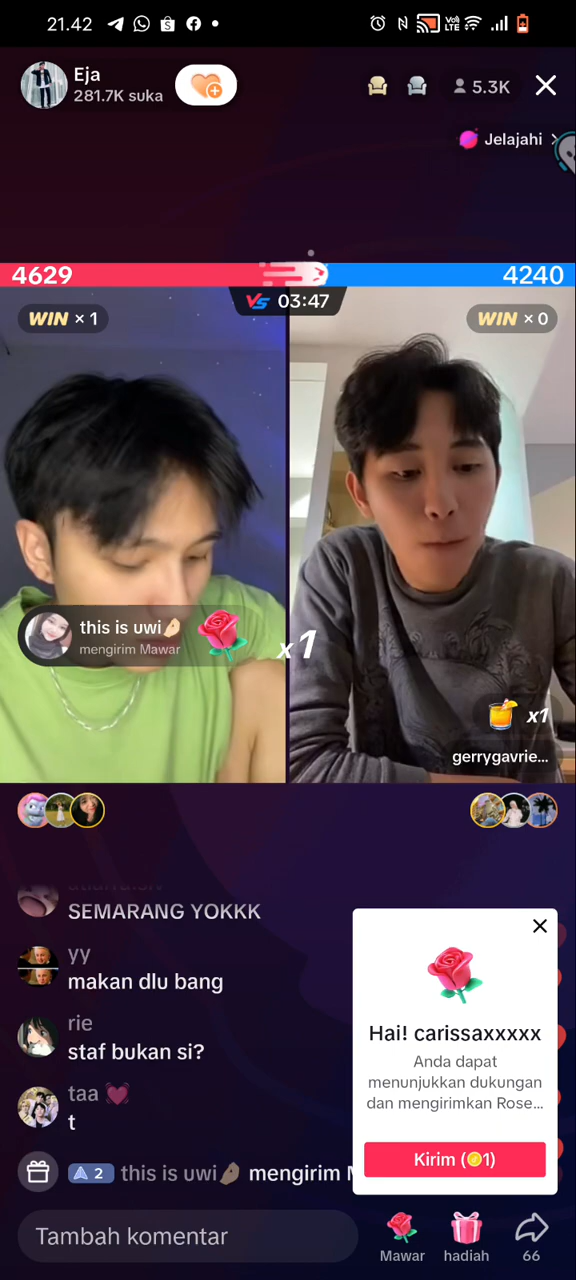 21.42
Vo)
LTE
Eja
281.7K suka
5.3K
Jelajahi
4629
4240
VS 03:47
WIN × 1
WIN × 0
this is uwi🤌🏼
mengirim Mawar
x1
x1
gerrygavrie...
SEMARANG YOKKK
yy
makan dlu bang
rie
staf bukan si?
taa 💓
t
2 this is uwi🤌🏼 mengirim
Hai! carissaxxxxx
Anda dapat
menunjukkan dukungan
dan mengirimkan Rose...
Kirim (1)
Tambah komentar
Mawar
hadiah
66